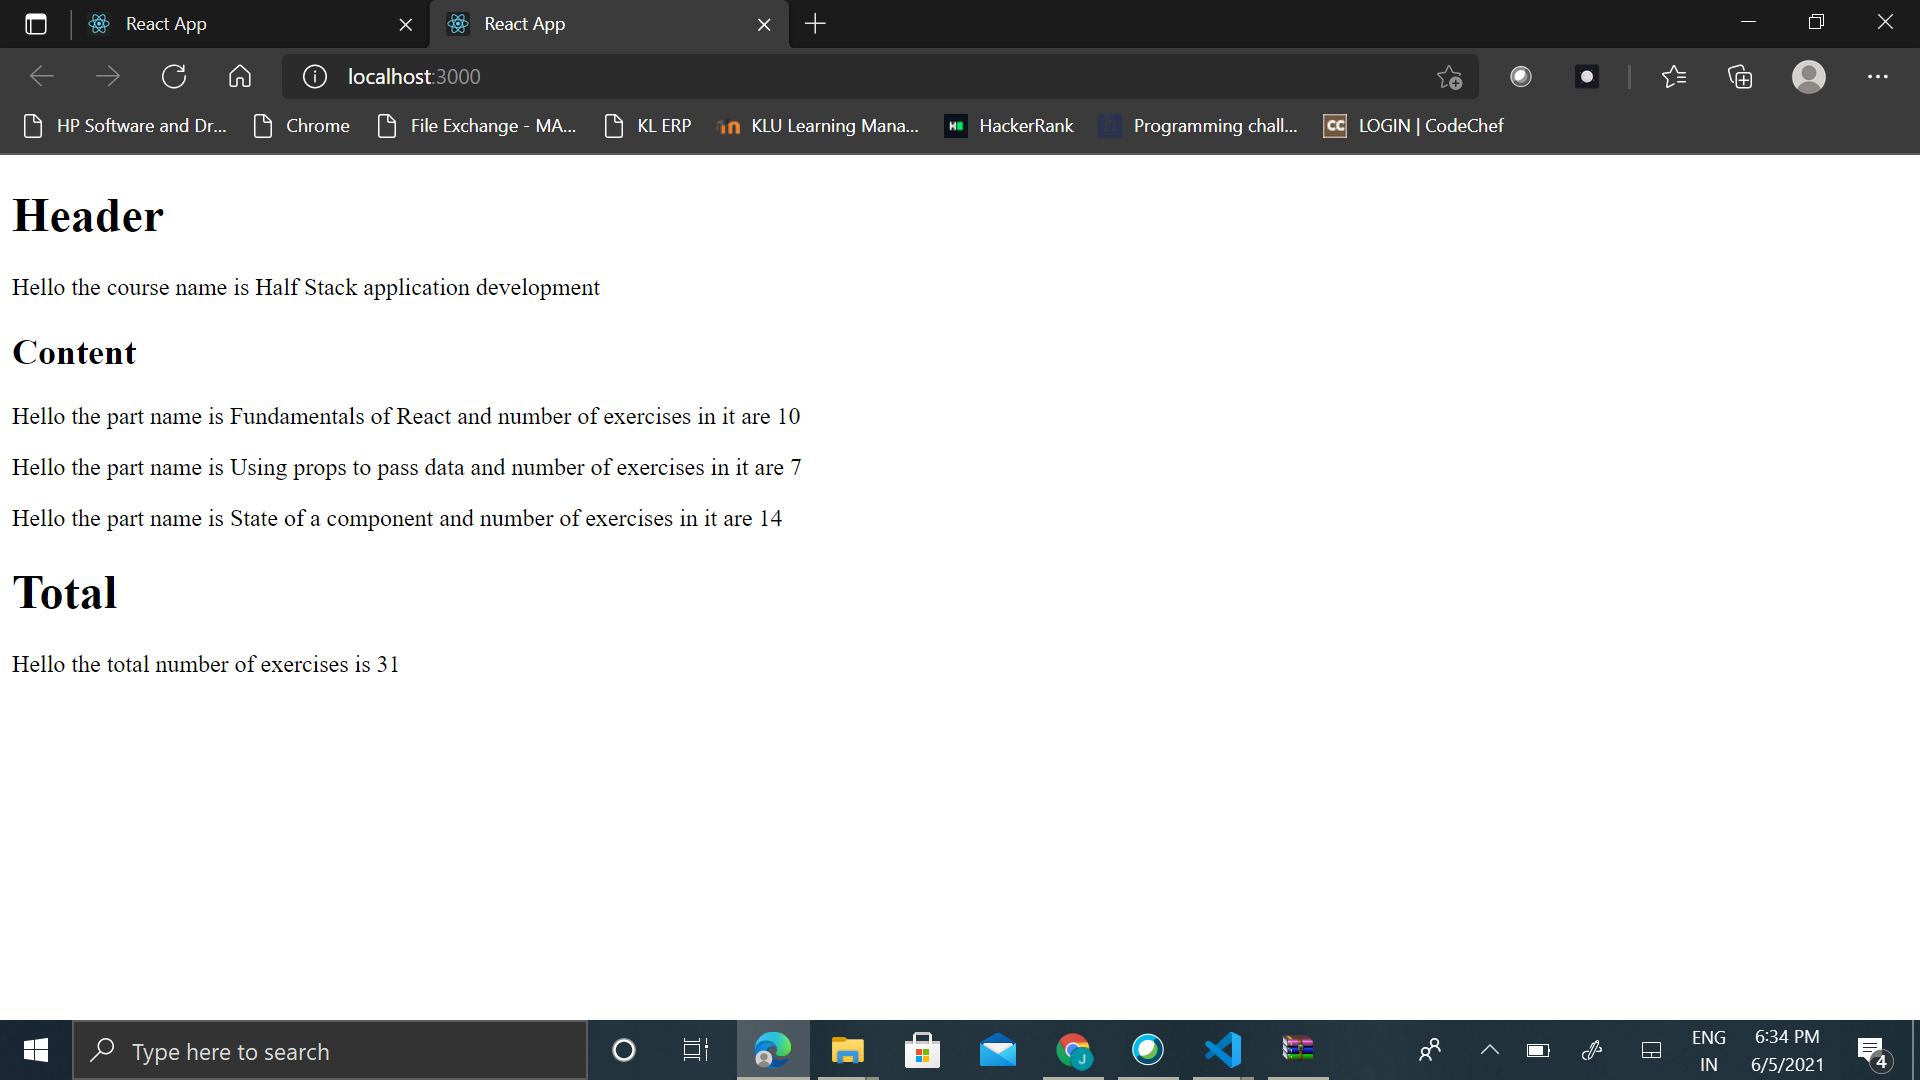 React App
React App
localhost:3000
HP Software and Dr...
Chrome
File Exchange - MA...
KL ERP
KLU Learning Mana...
HackerRank
Programming chall...
CC
LOGIN | CodeChef
Header
Hello the course name is Half Stack application development
Content
Hello the part name is Fundamentals of React and number of exercises in it are 10
Hello the part name is Using props to pass data and number of exercises in it are 7
Hello the part name is State of a component and number of exercises in it are 14
Total
Hello the total number of exercises is 31
Type here to search
J
ENG
IN
6:34 PM
6/5/2021
4